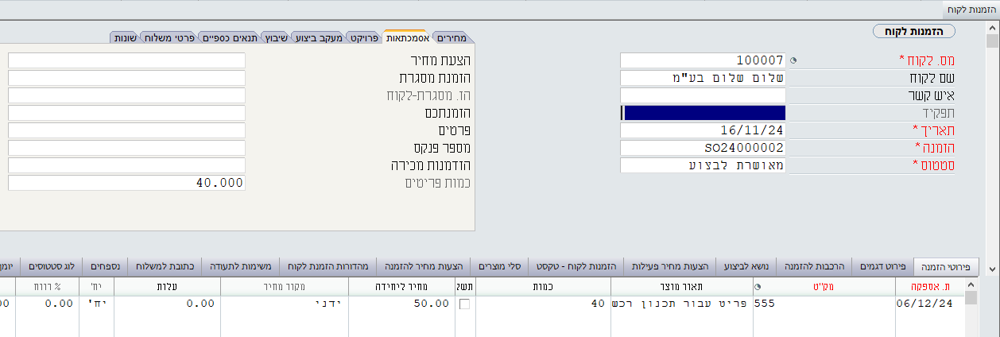 הזמנות לקוח
הזמנות לקוח
מס. לקוח * 100007
שם לקוח שלום שלום בע"מ
איש קשר
תפקיד
תאריך * 16/11/24
הזמנה * SO24000002
סטטוס * מאושרת לבצוע
מחירים אסמכתאות פרויקט מעקב ביצוע שיבוץ תנאים כספיים פרטי משלוח שונות
הצעת מחיר
הזמנת מסגרת
הז. מסגרת-לקוח
הזמנתכם
פרטים
מספר פנקס
הזדמנות מכירה
כמות פריטים 40.000
פירוטי הזמנה פירוט דגמים הרכבות להזמנה נושא לביצוע הצעות מחיר פעילות הזמנות לקוח - טקסט סלי מוצרים הצעות מחיר להזמנה מהדורות הזמנת לקוח משימות לתעודה כתובת למשלוח נספחים לוג סטטוסים יומן
ת. אספקה מק"ט תאור מוצר כמות תשל מחיר ליחידה מקור מחיר עלות יח' % רווח
06/12/24 555 פריט עבור תכנון רכש 40 50.00 ידני 0.00 יח' 0.00 00